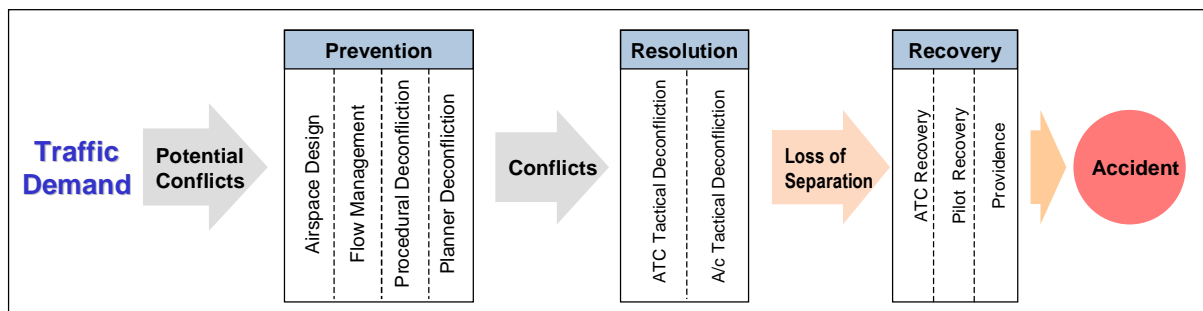 Traffic
Demand
Potential
Conflicts
Prevention
Airspace Design
Flow Management
Procedural Deconfliction
Planner Deconfliction
Conflicts
Resolution
ATC Tactical Deconfliction
A/c Tactical Deconfliction
Loss of
Separation
Recovery
ATC Recovery
Pilot Recovery
Providence
Accident